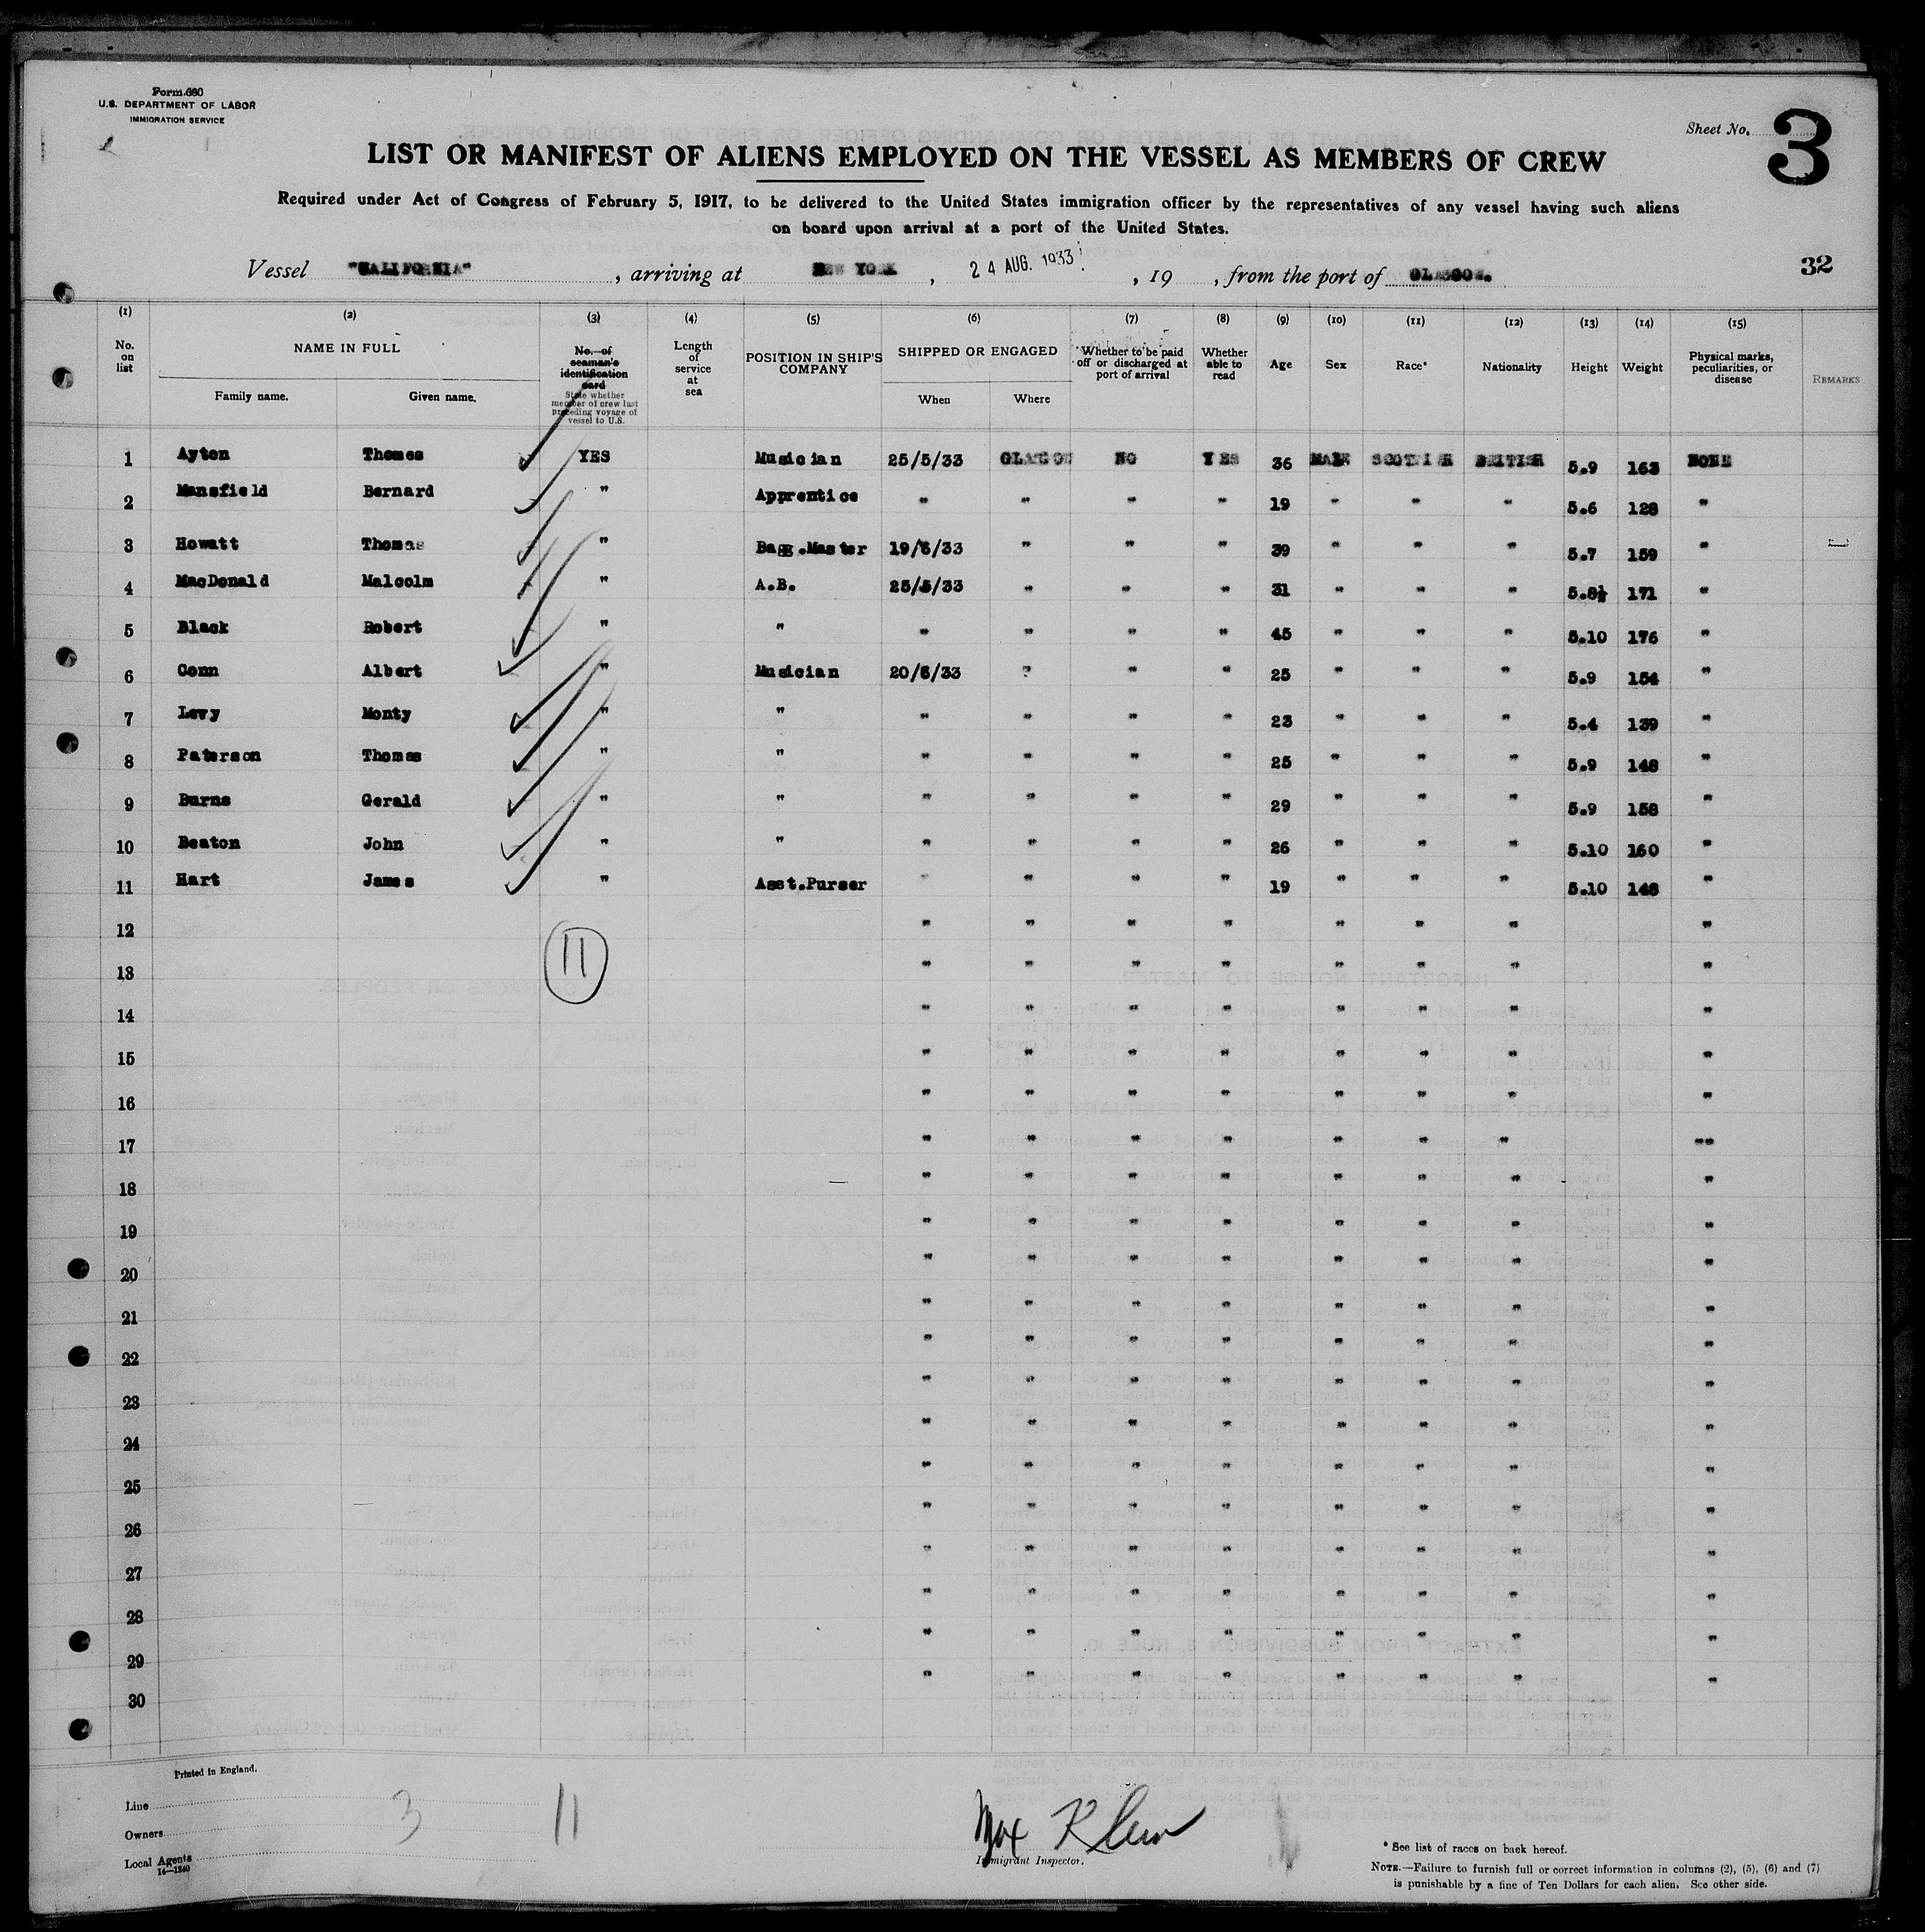 Form 680
U.S. DEPARTMENT OF LABOR
IMMIGRATION SERVICE
Sheet No. 3
LIST OR MANIFEST OF ALIENS EMPLOYED ON THE VESSEL AS MEMBERS OF CREW
Required under Act of Congress of February 5, 1917, to be delivered to the United States immigration officer by the representatives of any vessel having such aliens
on board upon arrival at a port of the United States.
Vessel "CALIFORNIA", arriving at NEW YORK, 24 AUG. 1933, 19 , from the port of GLASGOW. 32
(1) (2) (3) (4) (5) (6) (7) (8) (9) (10) (11) (12) (13) (14) (15)
No. on list NAME IN FULL Family name. Given name. No. of seaman's identification card State whether member of crew last preceding voyage of vessel to U.S. Length of service at sea POSITION IN SHIP'S COMPANY SHIPPED OR ENGAGED When Where Whether to be paid off or discharged at port of arrival Whether able to read Age Sex Race* Nationality Height Weight Physical marks, peculiarities, or disease REMARKS
1 Ayton Thomas YES Musician 25/5/33 GLASGOW NO YES 36 MALE SCOTTISH BRITISH 5.9 163 NONE
2 Mansfield Bernard " Apprentice " " " " 19 " " " 5.6 128 "
3 Howatt Thomas " Bagg.Master 19/6/33 " " " 39 " " " 5.7 159 "
4 MacDonald Malcolm " A.B. 25/5/33 " " " 31 " " " 5.8½ 171 "
5 Black Robert " " " " " " 45 " " " 5.10 176 "
6 Conn Albert " Musician 20/6/33 " " " 25 " " " 5.9 154 "
7 Levy Monty " " " " " " 23 " " " 5.4 139 "
8 Paterson Thomas " " " " " " 25 " " " 5.9 148 "
9 Burns Gerald " " " " " " 29 " " " 5.9 158 "
10 Beaton John " " " " " " 26 " " " 5.10 160 "
11 Hart James " Asst.Purser " " " " 19 " " " 5.10 148 "
12 " " " " " " " "
11
13 " " " " " " " "
14 " " " " " " " "
15 " " " " " " " "
16 " " " " " " " "
17 " " " " " " " ""
18 " " " " " " " "
19 " " " " " " " "
20 " " " " " " " "
21 " " " " " " " "
22 " " " " " " " "
23 " " " " " " " "
24 " " " " " " " "
25 " " " " " " " "
26 " " " " " " " "
27 " " " " " " " "
28 " " " " " " " "
29 " " " " " " " "
30 " " " " " " " "
Printed in England.
Line
Owners
Local Agents
14—1240
3 11
Max Klein
Immigrant Inspector.
* See list of races on back hereof.
NOTE.—Failure to furnish full or correct information in columns (2), (5), (6) and (7)
is punishable by a fine of Ten Dollars for each alien. See other side.